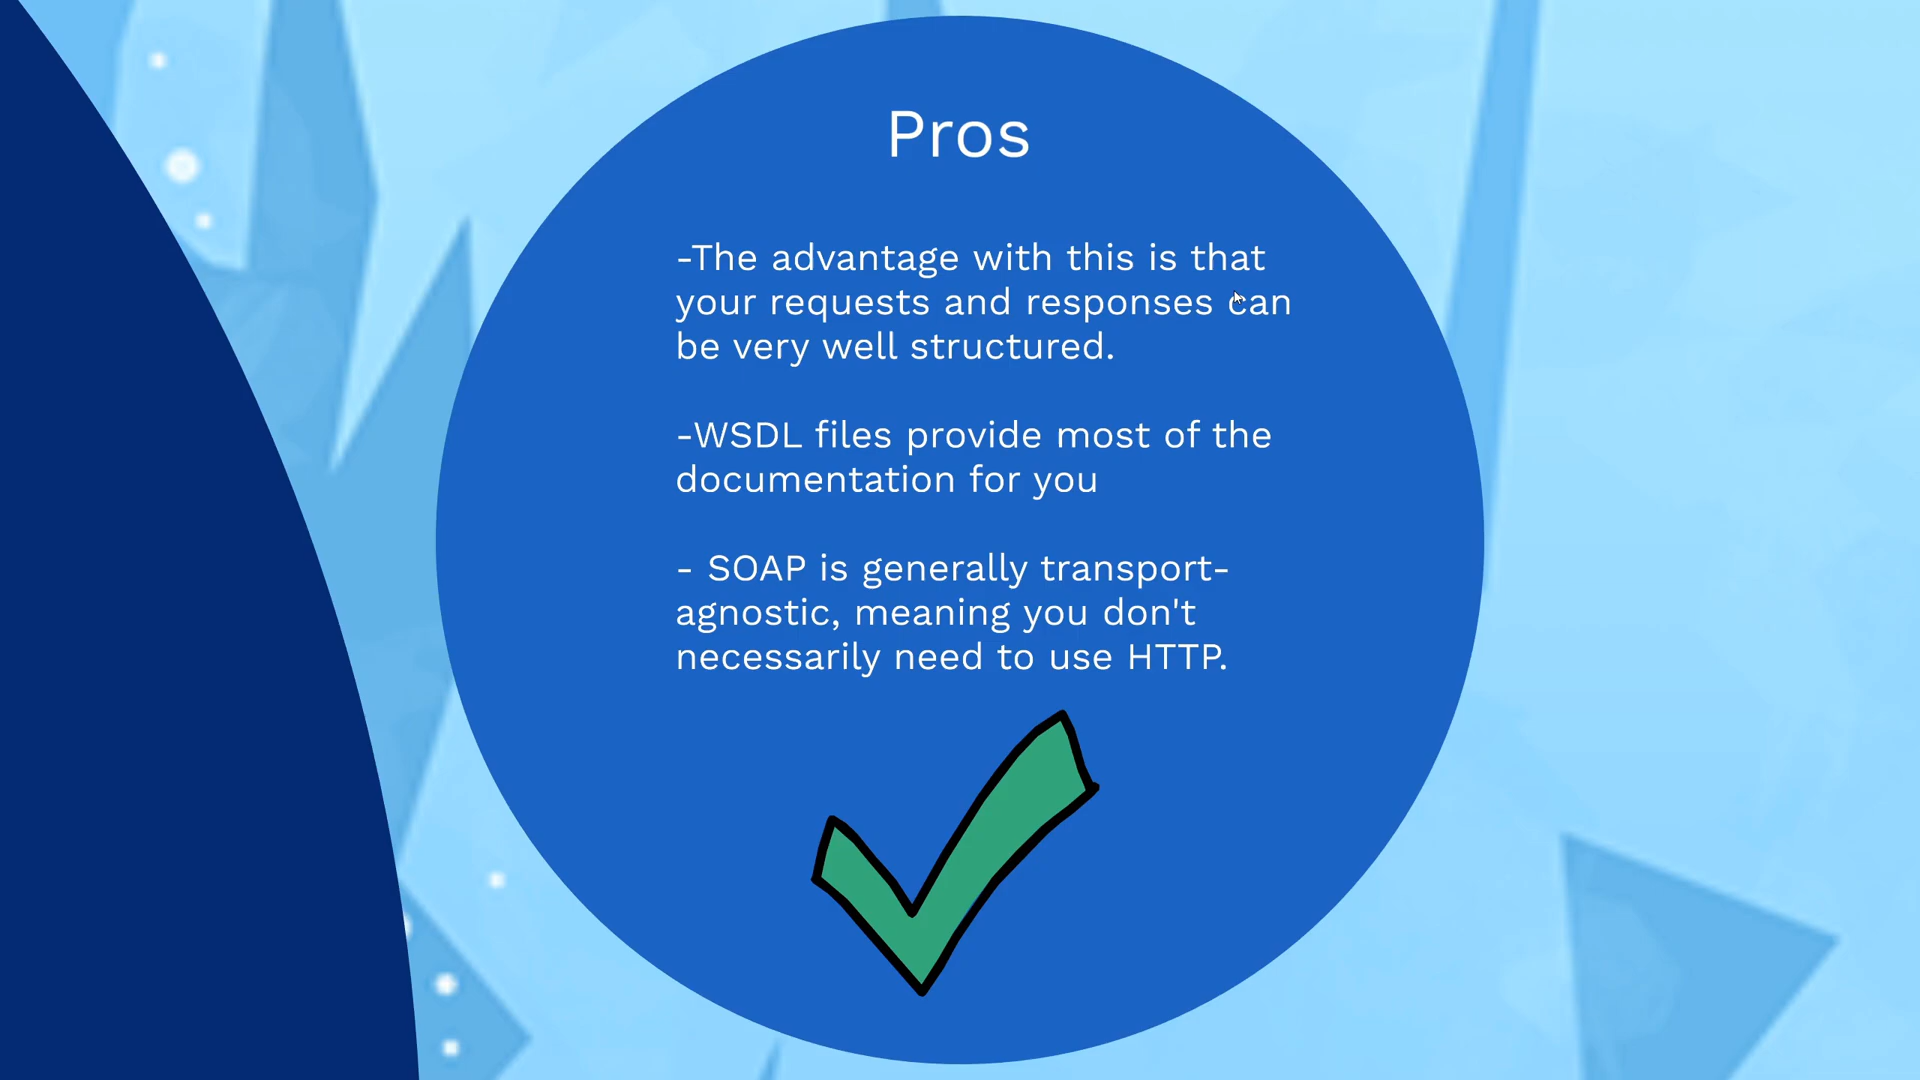 Pros
-The advantage with this is that
your requests and responses can
be very well structured.
-WSDL files provide most of the
documentation for you
- SOAP is generally transport-
agnostic, meaning you don't
necessarily need to use HTTP.